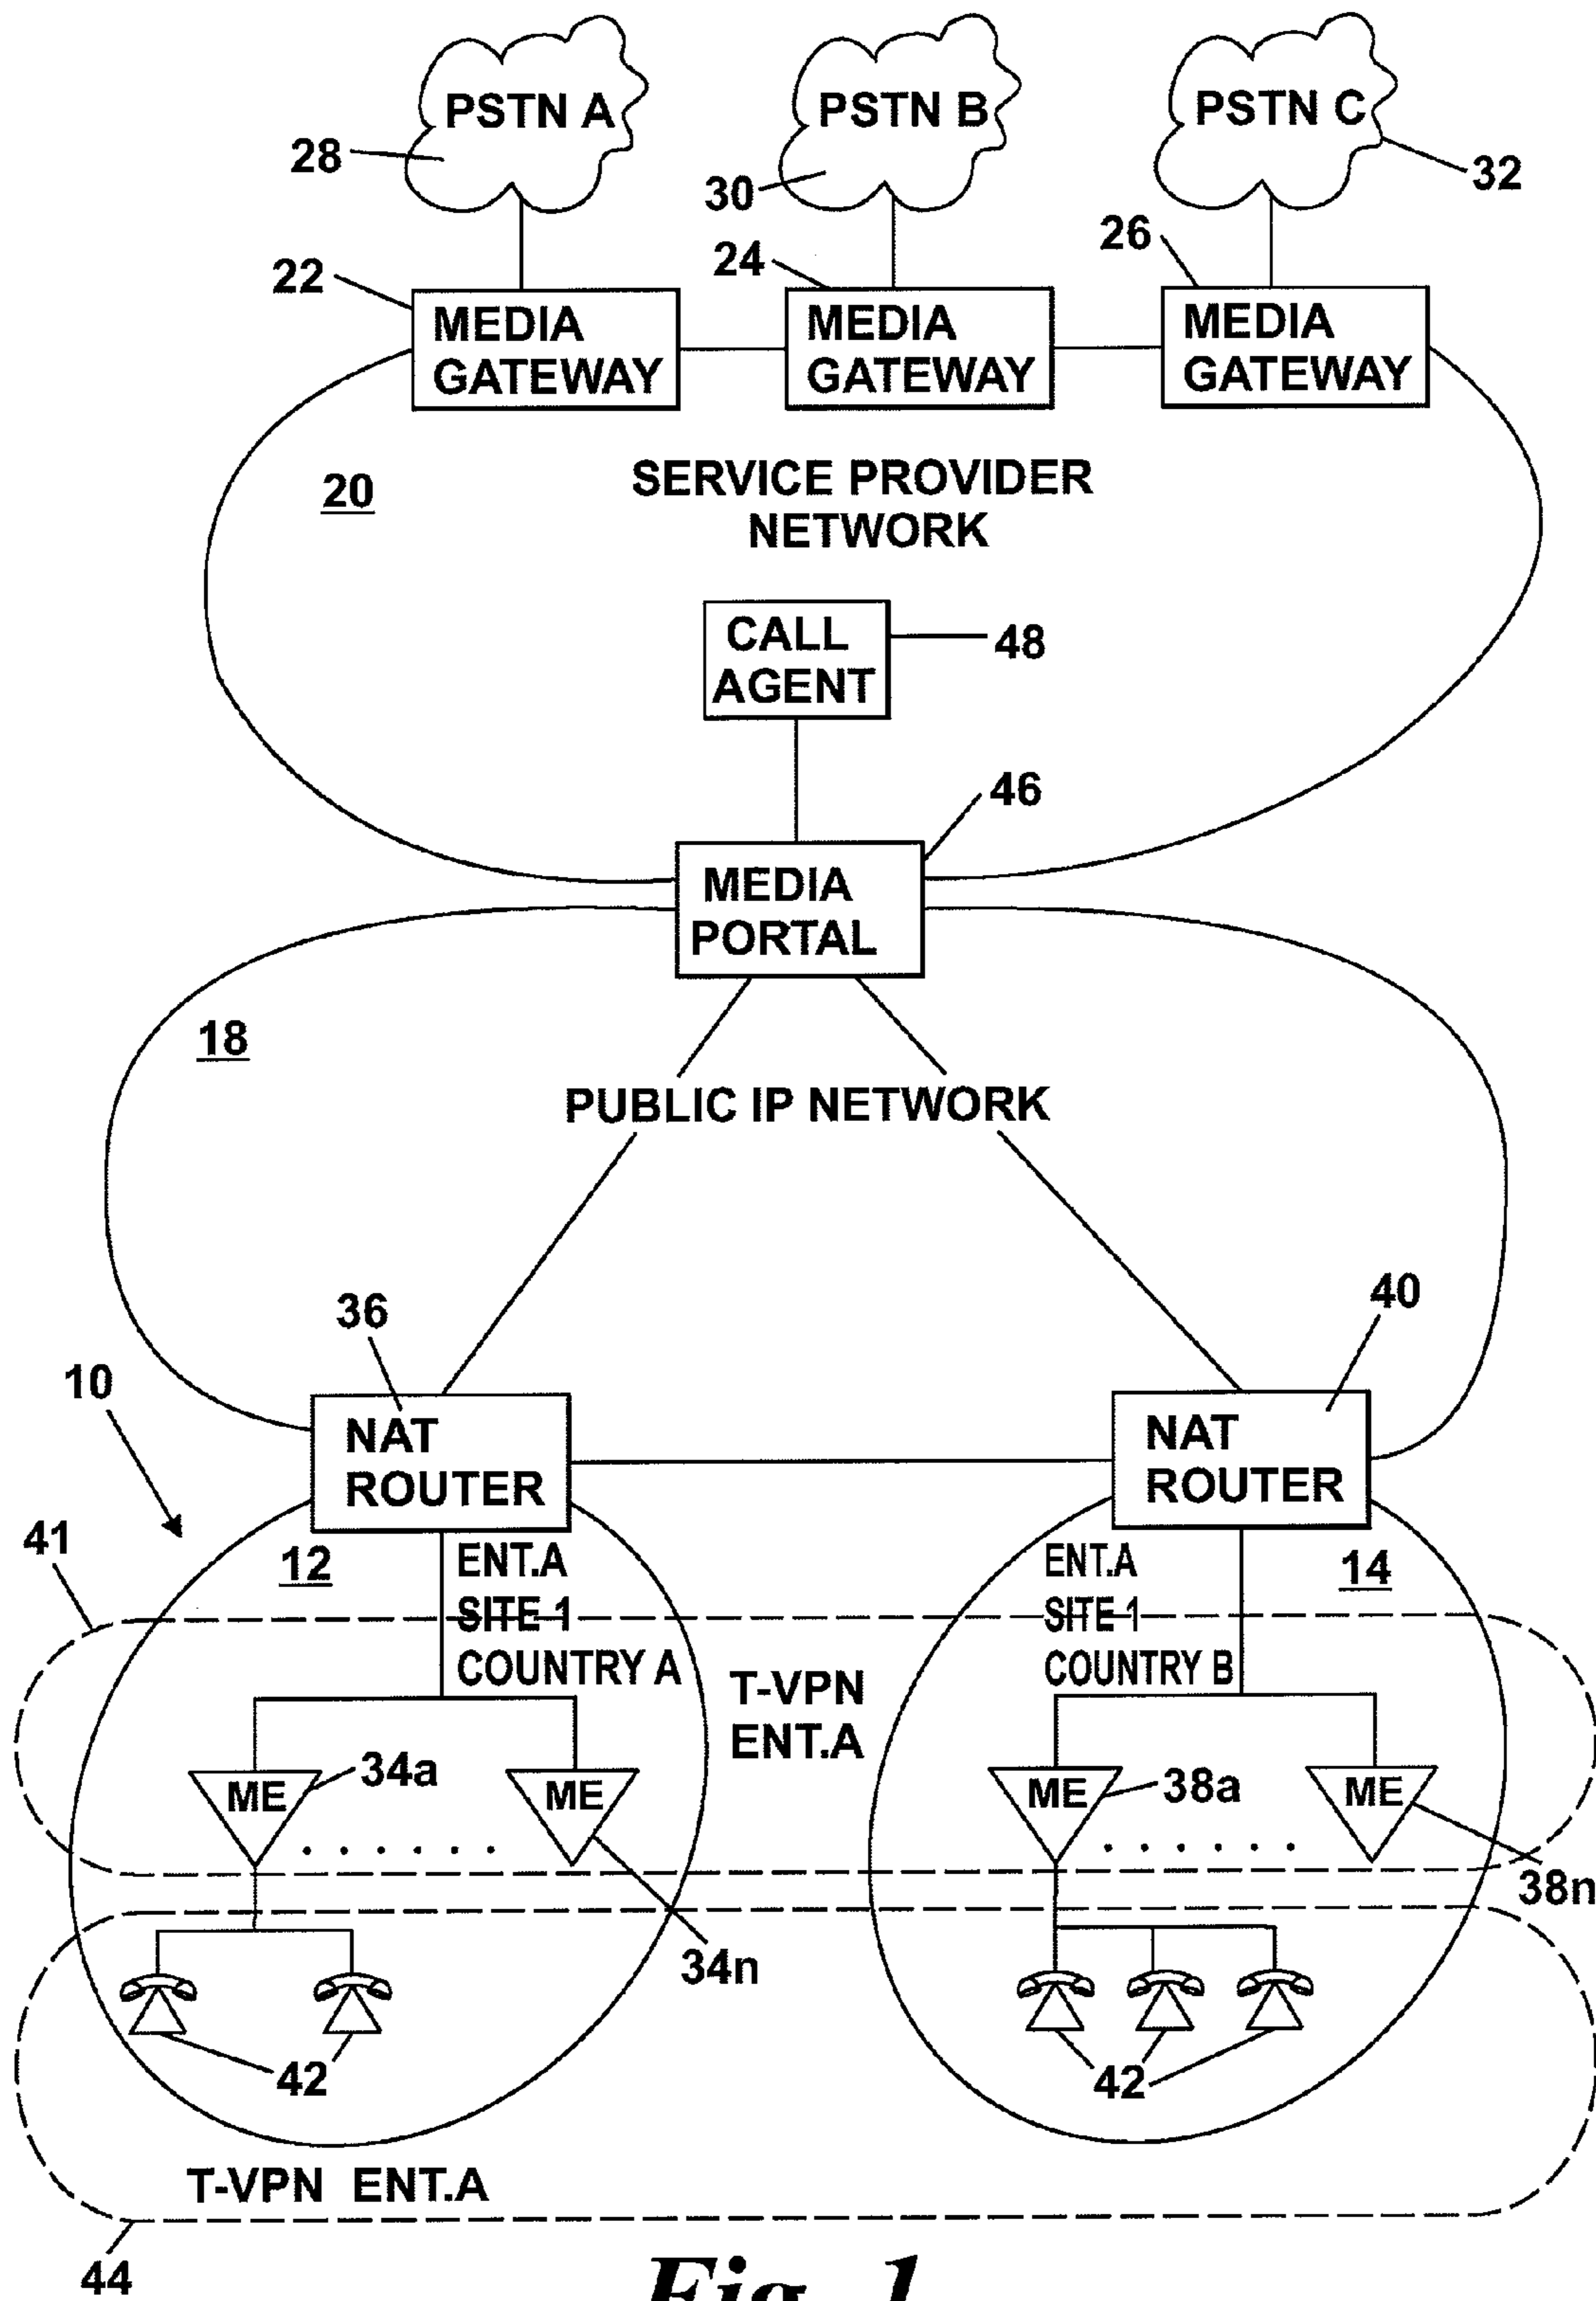 PSTN A
PSTN B
PSTN C
28
30
32
22
24
26
MEDIA
GATEWAY
MEDIA
GATEWAY
MEDIA
GATEWAY
20
SERVICE PROVIDER
NETWORK
CALL
AGENT
48
46
MEDIA
PORTAL
18
PUBLIC IP NETWORK
36
40
10
NAT
ROUTER
NAT
ROUTER
41
12
ENT.A
SITE 1
COUNTRY A
ENT.A
SITE 1
COUNTRY B
14
T-VPN
ENT.A
ME
34a
ME
ME
38a
ME
38n
34n
42
42
T-VPN ENT.A
44
Fig. 1